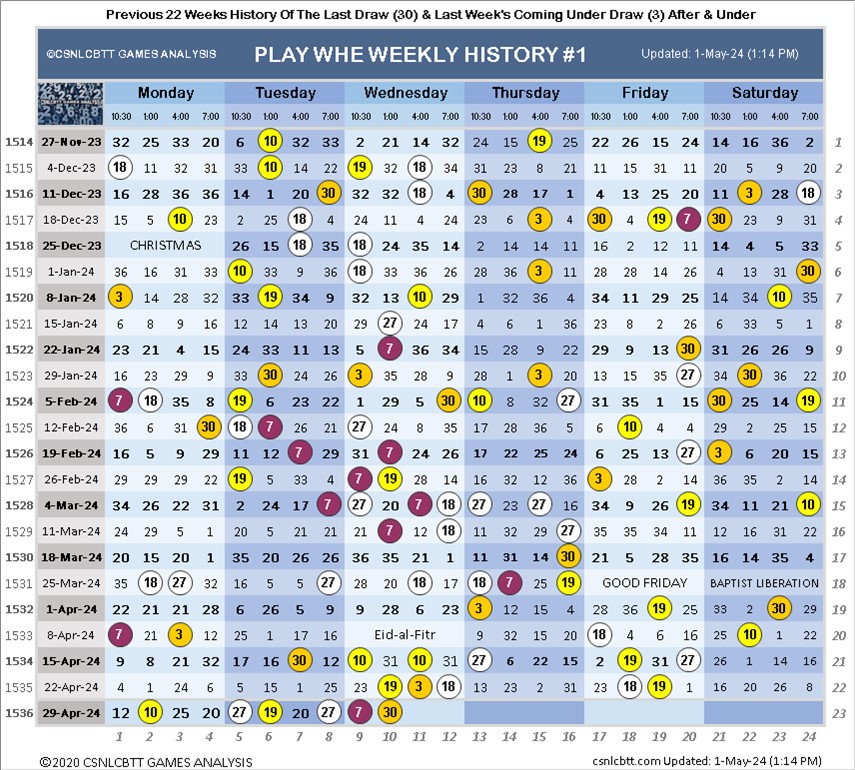 Previous 22 Weeks History Of The Last Draw (30) & Last Week's Coming Under Draw (3) After & Under
©CSNLCBTT GAMES ANALYSIS PLAY WHE WEEKLY HISTORY #1 Updated: 1-May-24 (1:14 PM)
CSNLCBTT GAMES ANALYSIS Monday Tuesday Wednesday Thursday Friday Saturday
10:30 1:00 4:00 7:00 10:30 1:00 4:00 7:00 10:30 1:00 4:00 7:00 10:30 1:00 4:00 7:00 10:30 1:00 4:00 7:00 10:30 1:00 4:00 7:00
1514 27-Nov-23 32 25 33 20 6 10 32 33 2 21 14 32 24 15 19 25 22 26 15 24 14 16 36 2 1
1515 4-Dec-23 18 11 32 31 33 10 14 22 19 32 18 34 31 23 8 21 11 15 31 11 20 5 9 20 2
1516 11-Dec-23 16 28 36 36 14 1 20 30 32 32 18 4 30 28 17 1 4 13 25 20 11 3 28 18 3
1517 18-Dec-23 15 5 10 23 2 25 18 4 24 11 4 24 23 6 3 4 30 4 19 7 30 23 9 31 4
1518 25-Dec-23 CHRISTMAS 26 15 18 35 18 24 35 14 2 14 14 11 16 2 12 11 14 4 5 33 5
1519 1-Jan-24 36 16 31 33 10 33 9 36 18 33 36 26 28 36 3 11 28 28 14 26 4 13 31 30 6
1520 8-Jan-24 3 14 28 32 33 19 34 9 32 13 11 29 1 32 36 4 34 11 29 25 14 34 10 35 7
1521 15-Jan-24 6 8 9 16 12 14 13 20 29 27 24 17 4 6 1 36 23 8 2 26 6 33 5 1 8
1522 22-Jan-24 23 21 4 15 24 33 11 13 5 7 36 34 15 28 9 22 29 9 13 30 31 26 26 9 9
1523 29-Jan-24 16 23 29 9 33 30 24 26 3 35 28 9 28 1 3 15 13 15 35 27 34 30 22 36 10
1524 5-Feb-24 7 18 35 8 19 6 23 22 1 29 5 30 10 8 32 27 31 35 1 15 30 25 14 19 11
1525 12-Feb-24 36 6 31 30 18 7 26 21 27 24 8 35 17 28 36 5 6 10 4 4 29 2 25 15 12
1526 19-Feb-24 16 5 9 29 11 12 7 29 31 7 24 11 17 22 25 24 6 25 13 27 3 6 20 15 13
1527 26-Feb-24 29 16 29 23 19 5 33 4 7 19 28 14 16 32 12 36 3 14 28 2 36 35 2 14 14
1528 4-Mar-24 34 26 22 31 2 24 17 7 27 20 7 18 27 23 27 16 34 9 26 19 34 11 21 10 15
1529 11-Mar-24 24 29 5 1 20 5 21 21 21 7 12 18 11 32 29 27 35 35 34 11 12 16 31 22 16
1530 18-Mar-24 20 15 20 1 35 20 26 26 36 35 21 1 11 31 14 30 21 5 28 35 16 14 35 4 17
1531 25-Mar-24 35 18 27 32 16 5 5 27 28 20 18 17 18 7 25 19 GOOD FRIDAY BAPTIST LIBERATION 18
1532 1-Apr-24 22 21 21 28 6 26 5 9 9 28 6 23 3 12 15 4 28 36 19 25 33 2 30 29 19
1533 8-Apr-24 7 21 3 12 25 1 17 16 Eid-al-Fitr 9 32 15 20 18 4 6 16 22 10 1 22 20
1534 15-Apr-24 9 8 21 32 17 16 30 12 10 31 11 31 27 6 22 15 2 19 31 27 26 1 14 16 21
1535 22-Apr-24 4 1 24 6 5 15 1 25 23 19 3 18 13 23 2 31 23 18 19 1 16 20 26 8 22
1536 29-Apr-24 12 10 25 20 27 19 20 27 7 30 23
1 2 3 4 5 6 7 8 9 10 11 12 13 14 15 16 17 18 19 20 21 22 23 24
©2020 CSNLCBTT GAMES ANALYSIS csnlcbtt.com Updated: 1-May-24 (1:14 PM)